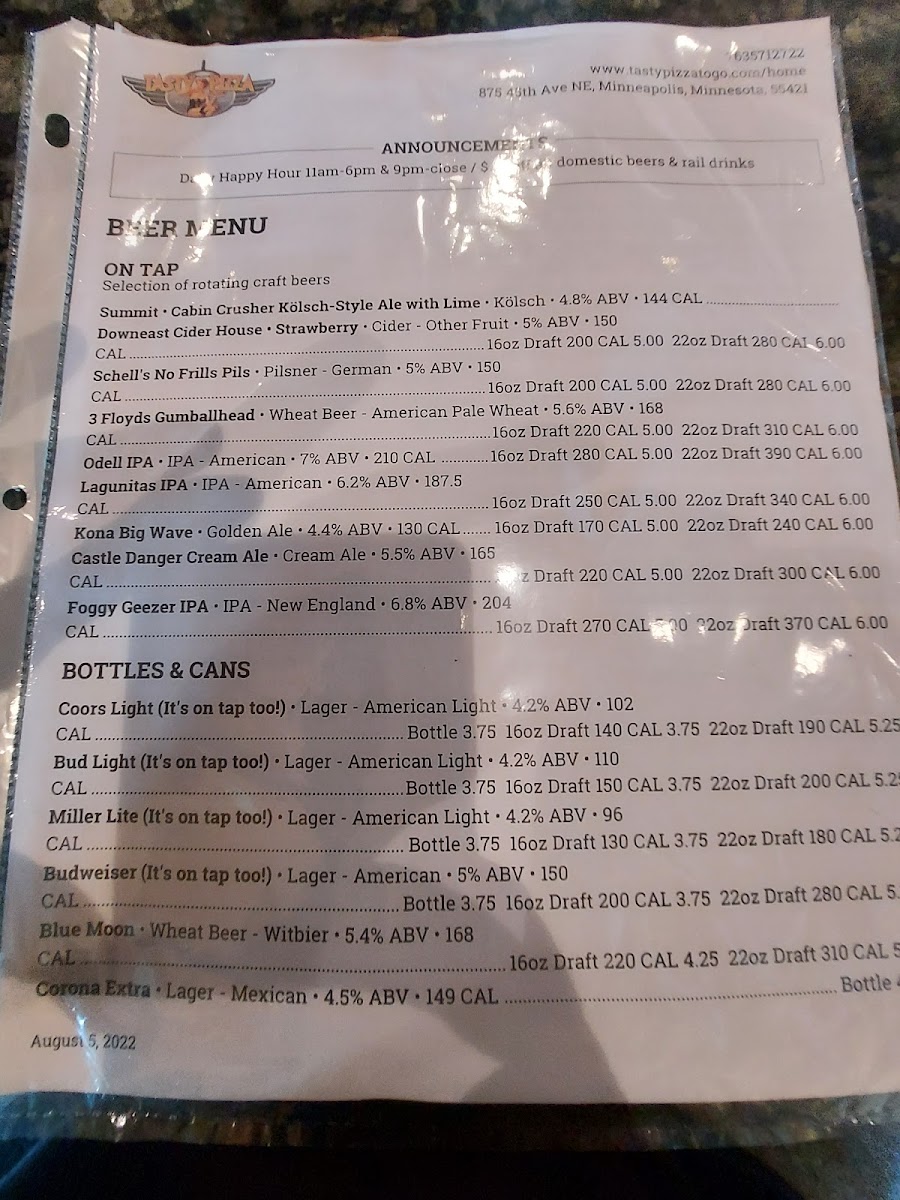 TASTY PIZZA
635712722
www.tastypizzatogo.com/home
875 45th Ave NE, Minneapolis, Minnesota, 55421
ANNOUNCEMENTS
Happy Hour 11am-6pm & 9pm-close / $ domestic beers & rail drinks
BEER MENU
ON TAP
Selection of rotating craft beers
Summit • Cabin Crusher Kölsch-Style Ale with Lime • Kölsch • 4.8% ABV • 144 CAL
Downeast Cider House • Strawberry • Cider - Other Fruit • 5% ABV • 150
CAL 16oz Draft 200 CAL 5.00 22oz Draft 280 CAL 6.00
Schell's No Frills Pils • Pilsner - German • 5% ABV • 150
CAL 16oz Draft 200 CAL 5.00 22oz Draft 280 CAL 6.00
3 Floyds Gumballhead • Wheat Beer - American Pale Wheat • 5.6% ABV • 168
CAL 16oz Draft 220 CAL 5.00 22oz Draft 310 CAL 6.00
Odell IPA • IPA - American • 7% ABV • 210 CAL 16oz Draft 280 CAL 5.00 22oz Draft 390 CAL 6.00
Lagunitas IPA • IPA - American • 6.2% ABV • 187.5
CAL 16oz Draft 250 CAL 5.00 22oz Draft 340 CAL 6.00
Kona Big Wave • Golden Ale • 4.4% ABV • 130 CAL 16oz Draft 170 CAL 5.00 22oz Draft 240 CAL 6.00
Castle Danger Cream Ale • Cream Ale • 5.5% ABV • 165
CAL Draft 220 CAL 5.00 22oz Draft 300 CAL 6.00
Foggy Geezer IPA • IPA - New England • 6.8% ABV • 204
CAL 16oz Draft 270 CAL 22oz Draft 370 CAL 6.00
BOTTLES & CANS
Coors Light (It's on tap too!) • Lager - American Light • 4.2% ABV • 102
CAL Bottle 3.75 16oz Draft 140 CAL 3.75 22oz Draft 190 CAL 5.25
Bud Light (It's on tap too!) • Lager - American Light • 4.2% ABV • 110
CAL Bottle 3.75 16oz Draft 150 CAL 3.75 22oz Draft 200 CAL
Miller Lite (It's on tap too!) • Lager - American Light • 4.2% ABV • 96
CAL Bottle 3.75 16oz Draft 130 CAL 3.75 22oz Draft 180 CAL
Budweiser (It's on tap too!) • Lager - American • 5% ABV • 150
CAL Bottle 3.75 16oz Draft 200 CAL 3.75 22oz Draft 280 CAL
Blue Moon • Wheat Beer - Witbier • 5.4% ABV • 168
CAL 16oz Draft 220 CAL 4.25 22oz Draft 310 CAL
Corona Extra • Lager - Mexican • 4.5% ABV • 149 CAL Bottle
August 5, 2022